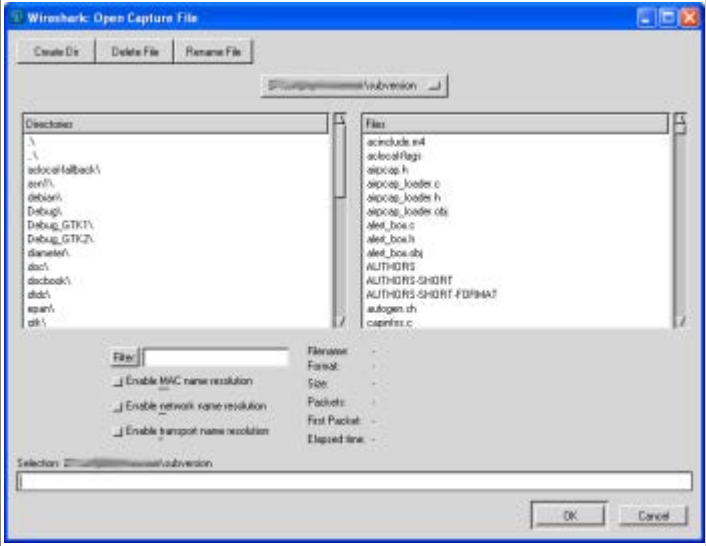 Wireshark: Open Capture File
Create Dir Delete File Rename File
\subversion
Directories
.\
..\
aclocal-fallback\
asn1\
debian\
Debug\
Debug_GTK1\
Debug_GTK2\
diameter\
doc\
docbook\
dtds\
epan\
gtk\
Files
acinclude.m4
aclocal-flags
airpcap.h
airpcap_loader.c
airpcap_loader.h
airpcap_loader.obj
alert_box.c
alert_box.h
alert_box.obj
AUTHORS
AUTHORS-SHORT
AUTHORS-SHORT-FORMAT
autogen.sh
capinfos.c
Filter:
Enable MAC name resolution
Enable network name resolution
Enable transport name resolution
Filename: -
Format: -
Size: -
Packets: -
First Packet: -
Elapsed time: -
Selection: \subversion
OK Cancel